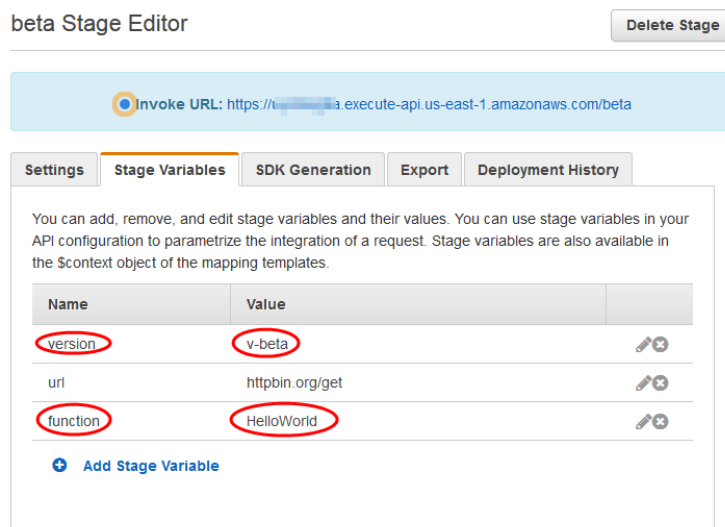 beta Stage Editor
Delete Stage
Invoke URL: https://u a.execute-api.us-east-1.amazonaws.com/beta
Settings Stage Variables SDK Generation Export Deployment History
You can add, remove, and edit stage variables and their values. You can use stage variables in your
API configuration to parametrize the integration of a request. Stage variables are also available in
the $context object of the mapping templates.
Name Value
version v-beta
url httpbin.org/get
function HelloWorld
Add Stage Variable